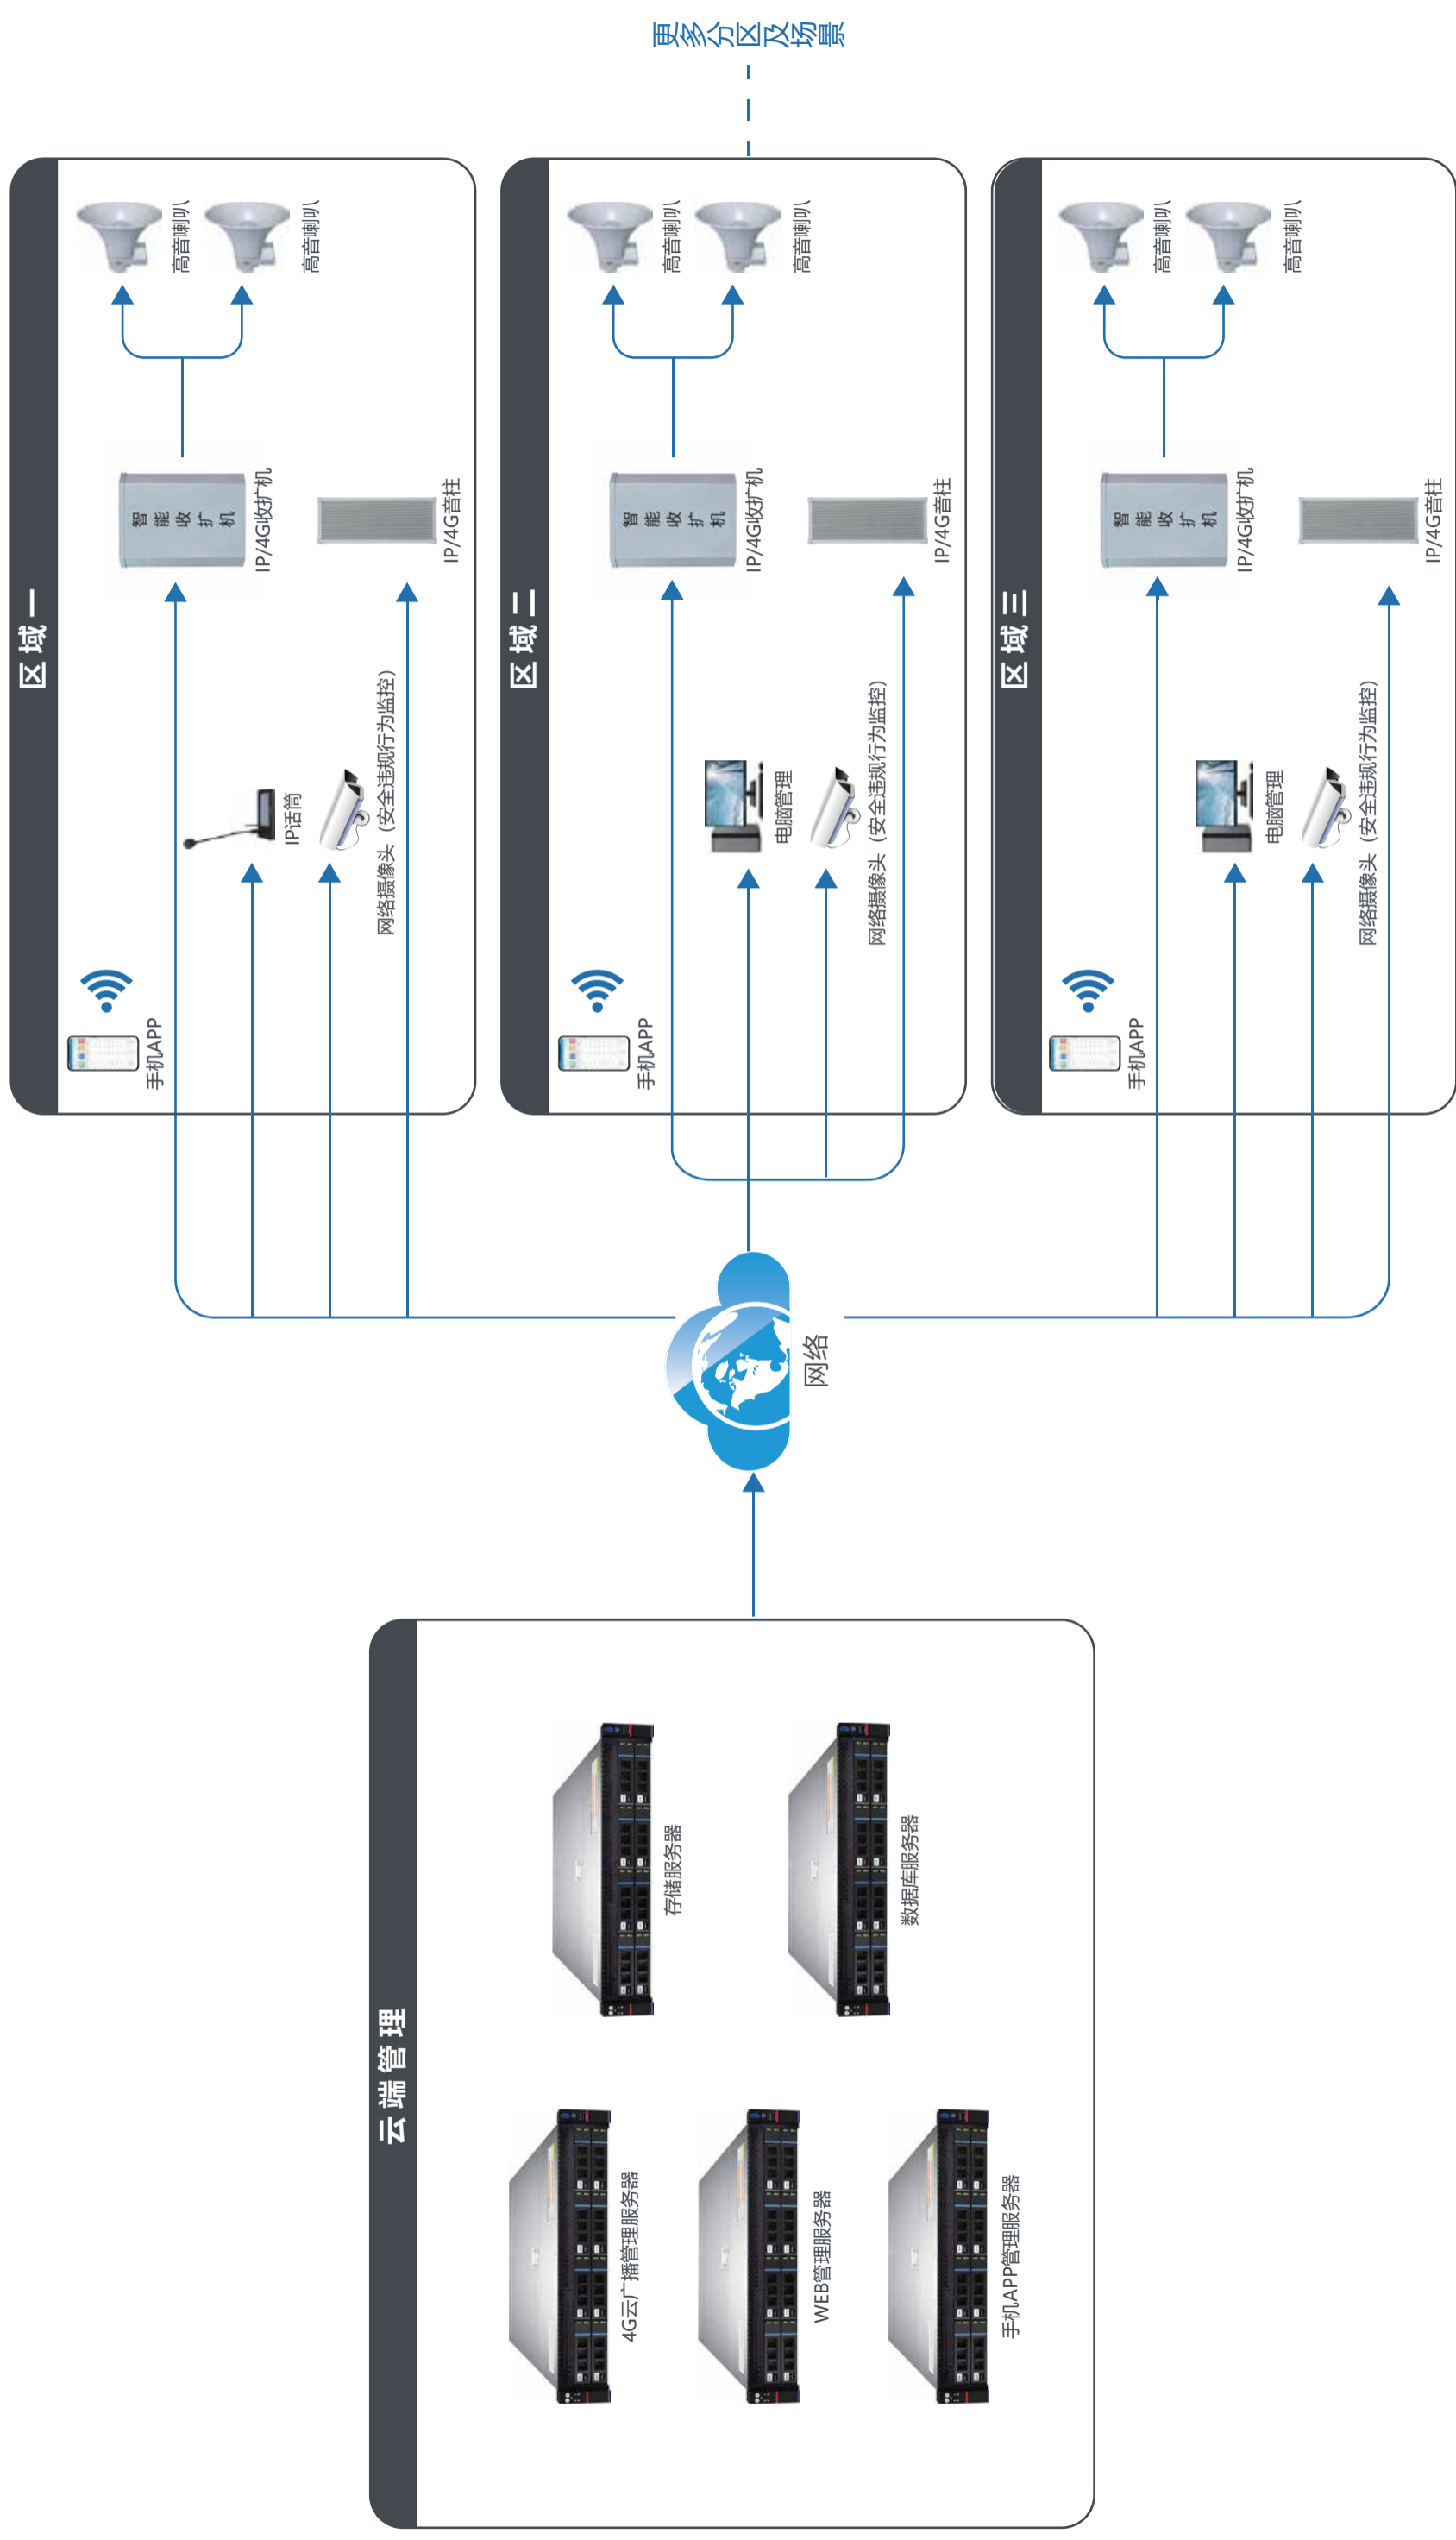 云端管理
4G云广播管理服务器
存储服务器
WEB管理服务器
数据库服务器
手机APP管理服务器
网络
区域一
手机APP
IP话筒
网络摄像头（安全违规行为监控）
智能收扩机
IP/4G收扩机
IP/4G音柱
高音喇叭
高音喇叭
区域二
手机APP
电脑管理
网络摄像头（安全违规行为监控）
智能收扩机
IP/4G收扩机
IP/4G音柱
高音喇叭
高音喇叭
区域三
手机APP
电脑管理
网络摄像头（安全违规行为监控）
智能收扩机
IP/4G收扩机
IP/4G音柱
高音喇叭
高音喇叭
更多分区及场景